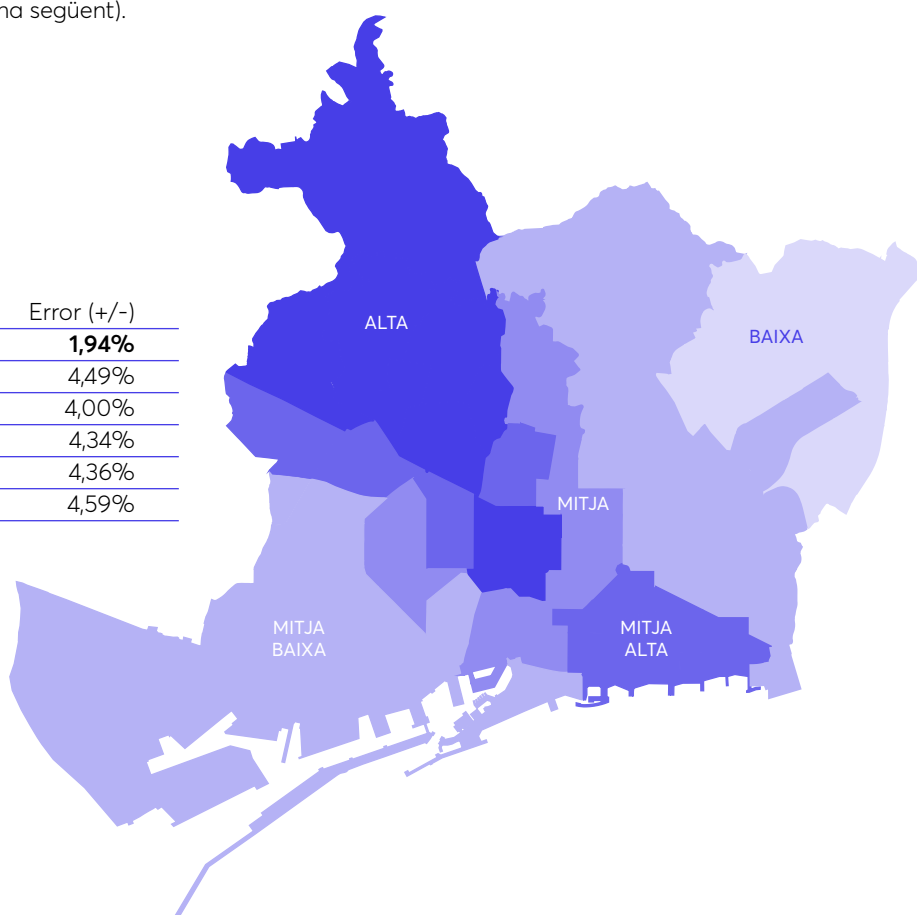 següent).
Error (+/-)
1,94%
4,49%
4,00%
4,34%
4,36%
4,59%
ALTA
BAIXA
MITJA
MITJA
BAIXA
MITJA
ALTA